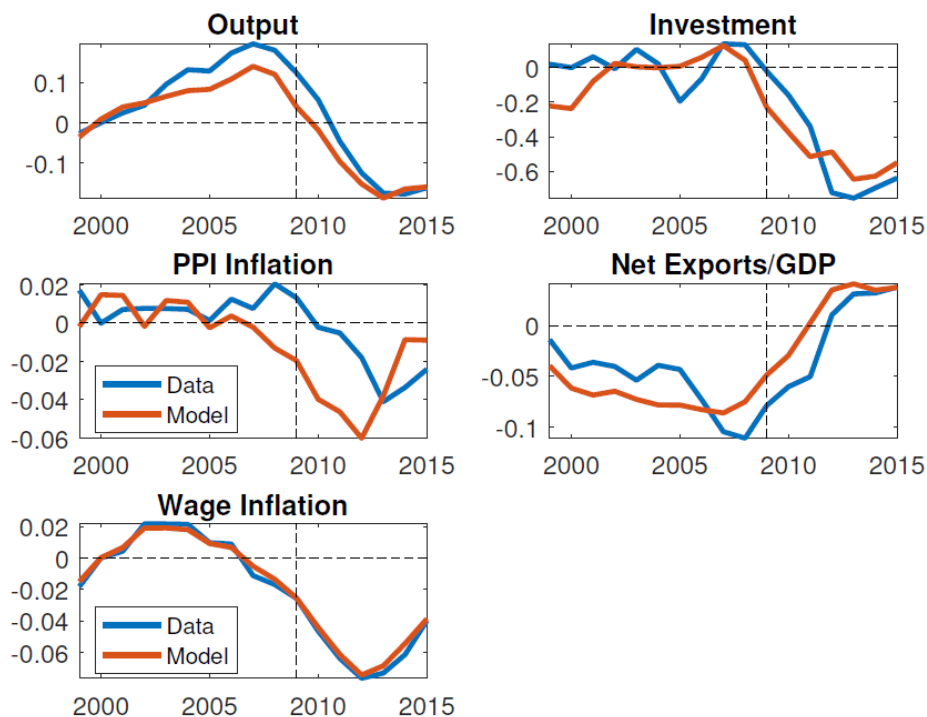 Output
0.1
0
-0.1
2000 2005 2010 2015
Investment
0
-0.2
-0.4
-0.6
2000 2005 2010 2015
PPI Inflation
0.02
0
-0.02
-0.04
-0.06
Data
Model
2000 2005 2010 2015
Net Exports/GDP
0
-0.05
-0.1
2000 2005 2010 2015
Wage Inflation
0.02
0
-0.02
-0.04
-0.06
Data
Model
2000 2005 2010 2015